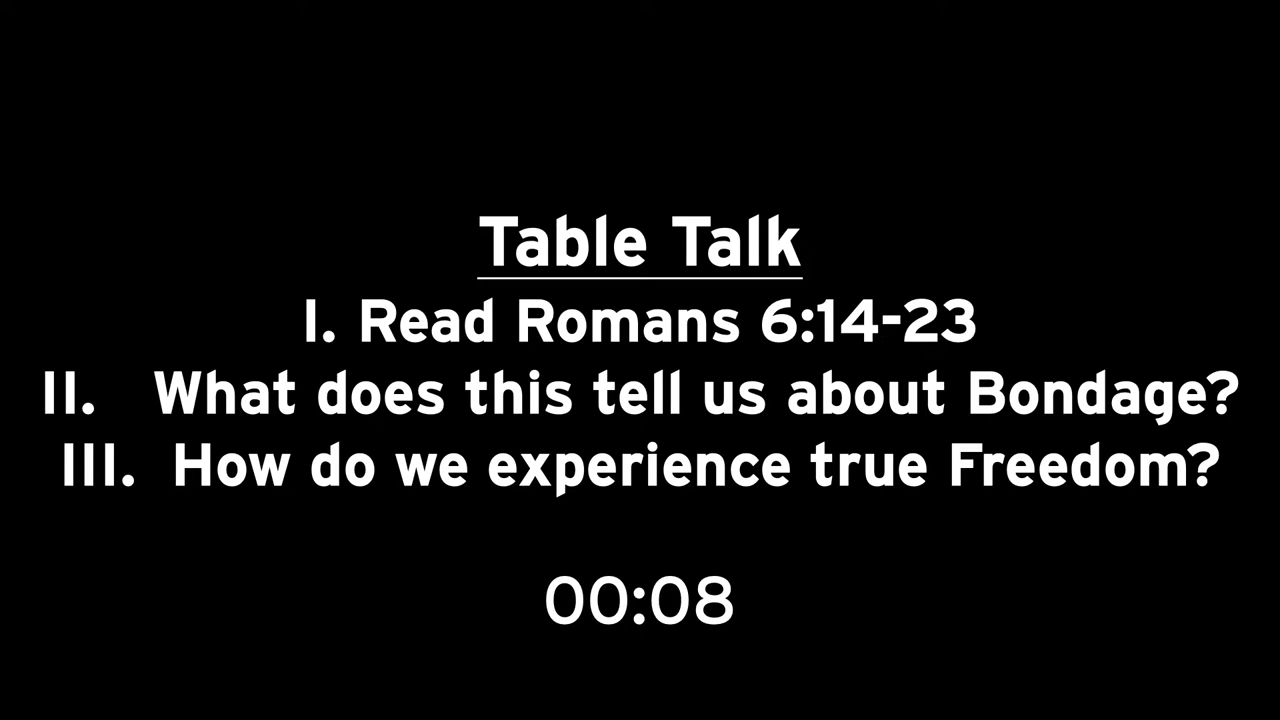 Table Talk
I. Read Romans 6:14-23
II. What does this tell us about Bondage?
III. How do we experience true Freedom?
00:08